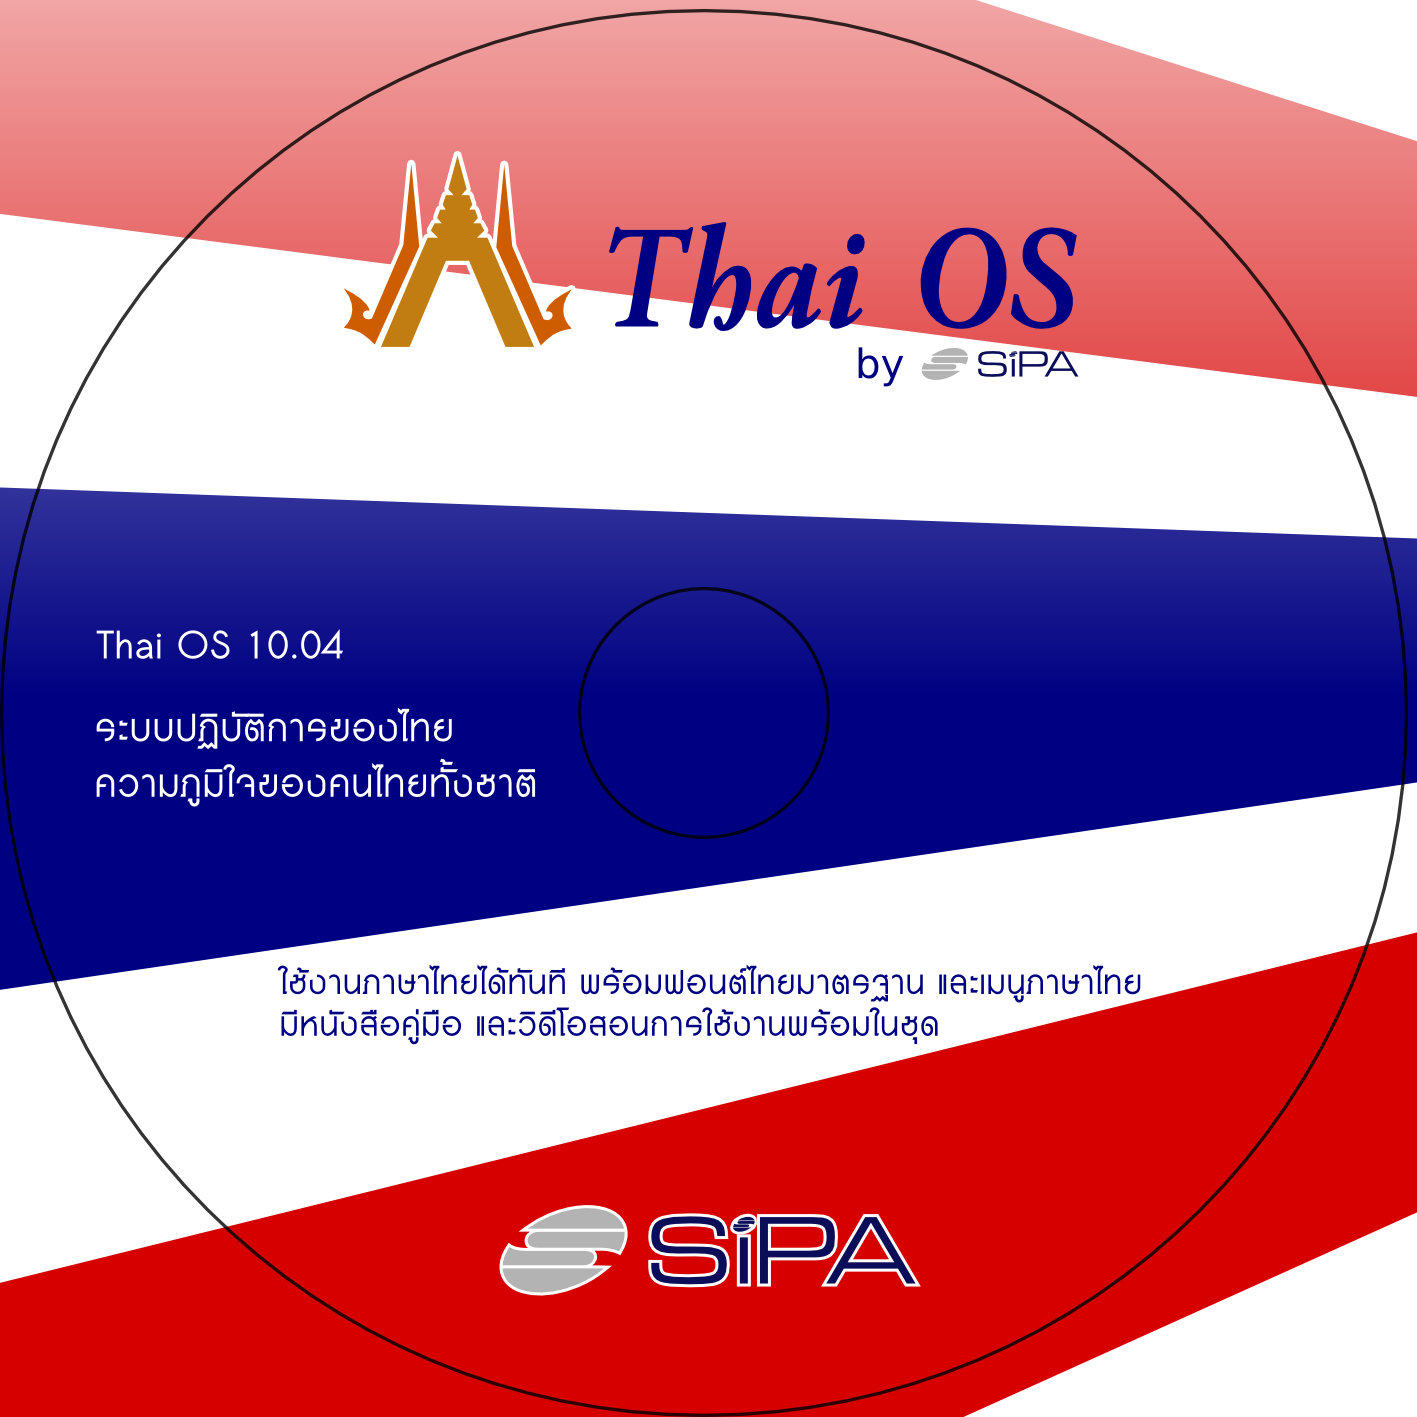 Thai OS
by SiPA
Thai OS 10.04
ระบบปฏิบัติการของไทย
ความภูมิใจของคนไทยทั้งชาติ
ใช้งานภาษาไทยได้ทันที พร้อมฟอนต์ไทยมาตรฐาน และเมนูภาษาไทย
มีหนังสือคู่มือ และวิดีโอสอนการใช้งานพร้อมในชุด
SiPA